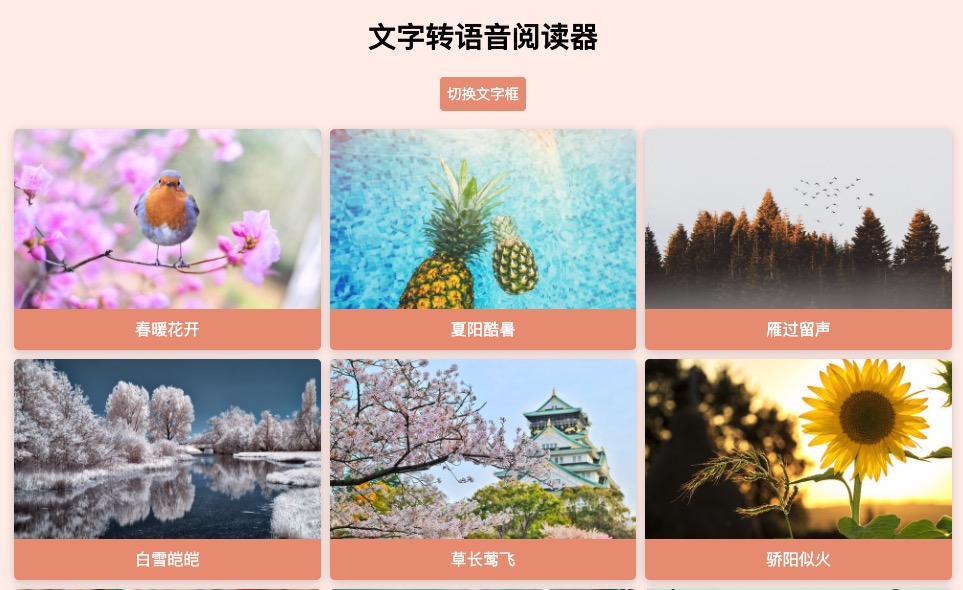 文字转语音阅读器
切换文字框
春暖花开
夏阳酷暑
雁过留声
白雪皑皑
草长莺飞
骄阳似火